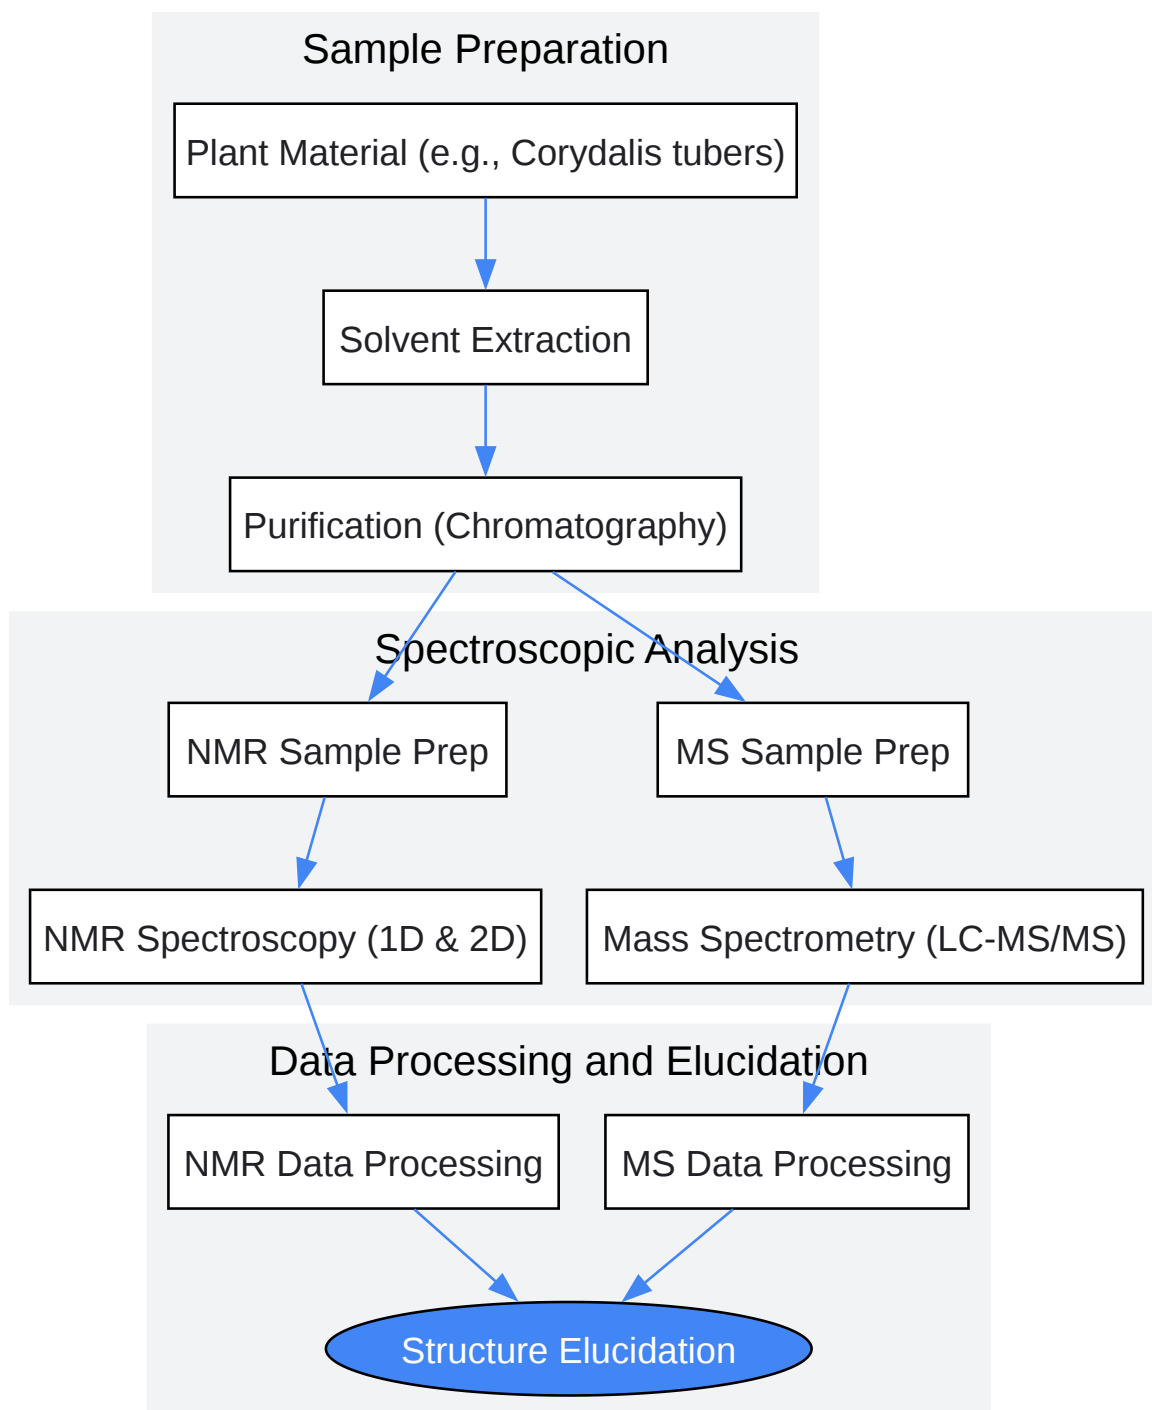 Sample Preparation
Plant Material (e.g., Corydalis tubers)
Solvent Extraction
Purification (Chromatography)
Spectroscopic Analysis
NMR Sample Prep
MS Sample Prep
NMR Spectroscopy (1D & 2D)
Mass Spectrometry (LC-MS/MS)
Data Processing and Elucidation
NMR Data Processing
MS Data Processing
Structure Elucidation